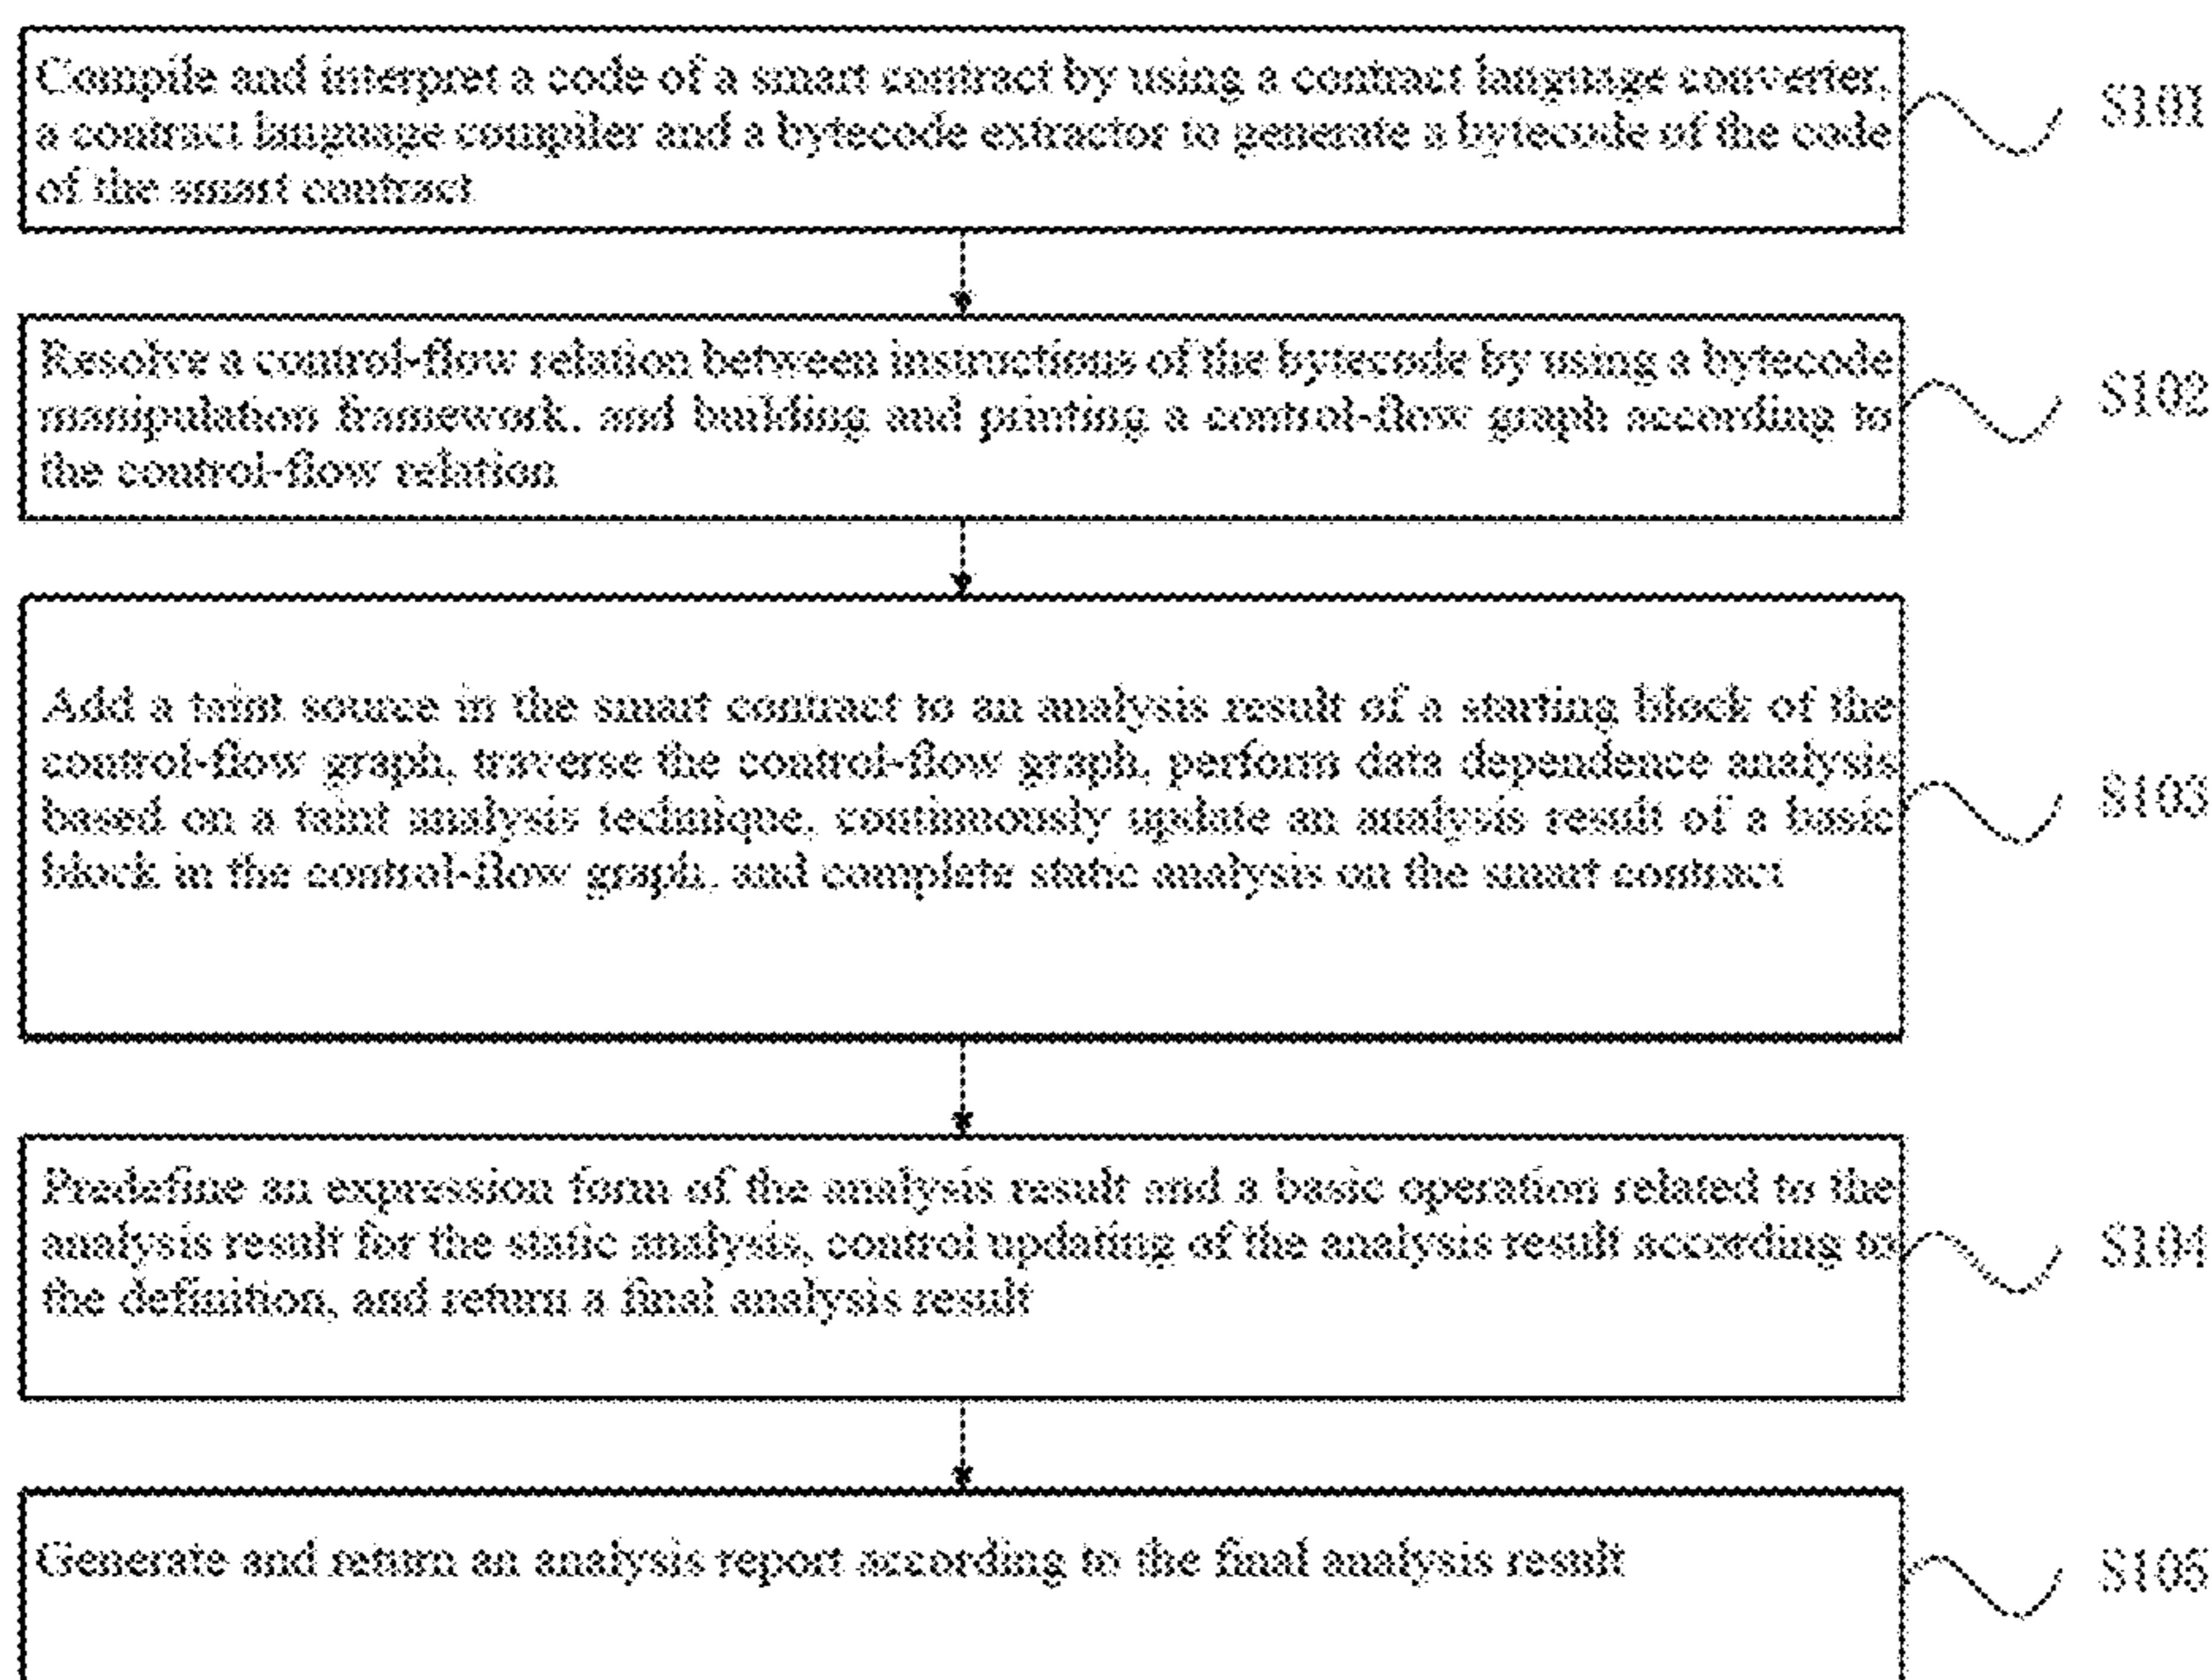 Compile and interpret a code of a smart contract by using a contract language converter,
a contract language compiler and a bytecode extractor to generate a bytecode of the code
of the smart contract
S101
Resolve a control-flow relation between instructions of the bytecode by using a bytecode
manipulation framework, and building and printing a control-flow graph according to
the control-flow relation
S102
Add a taint source in the smart contract to an analysis result of a starting block of the
control-flow graph, traverse the control-flow graph, perform data dependence analysis
based on a taint analysis technique, continuously update an analysis result of a basic
block in the control-flow graph, and complete static analysis on the smart contract
S103
Predefine an expression form of the analysis result and a basic operation related to the
analysis result for the static analysis, control updating of the analysis result according to
the definition, and return a final analysis result
S104
Generate and return an analysis report according to the final analysis result
S105